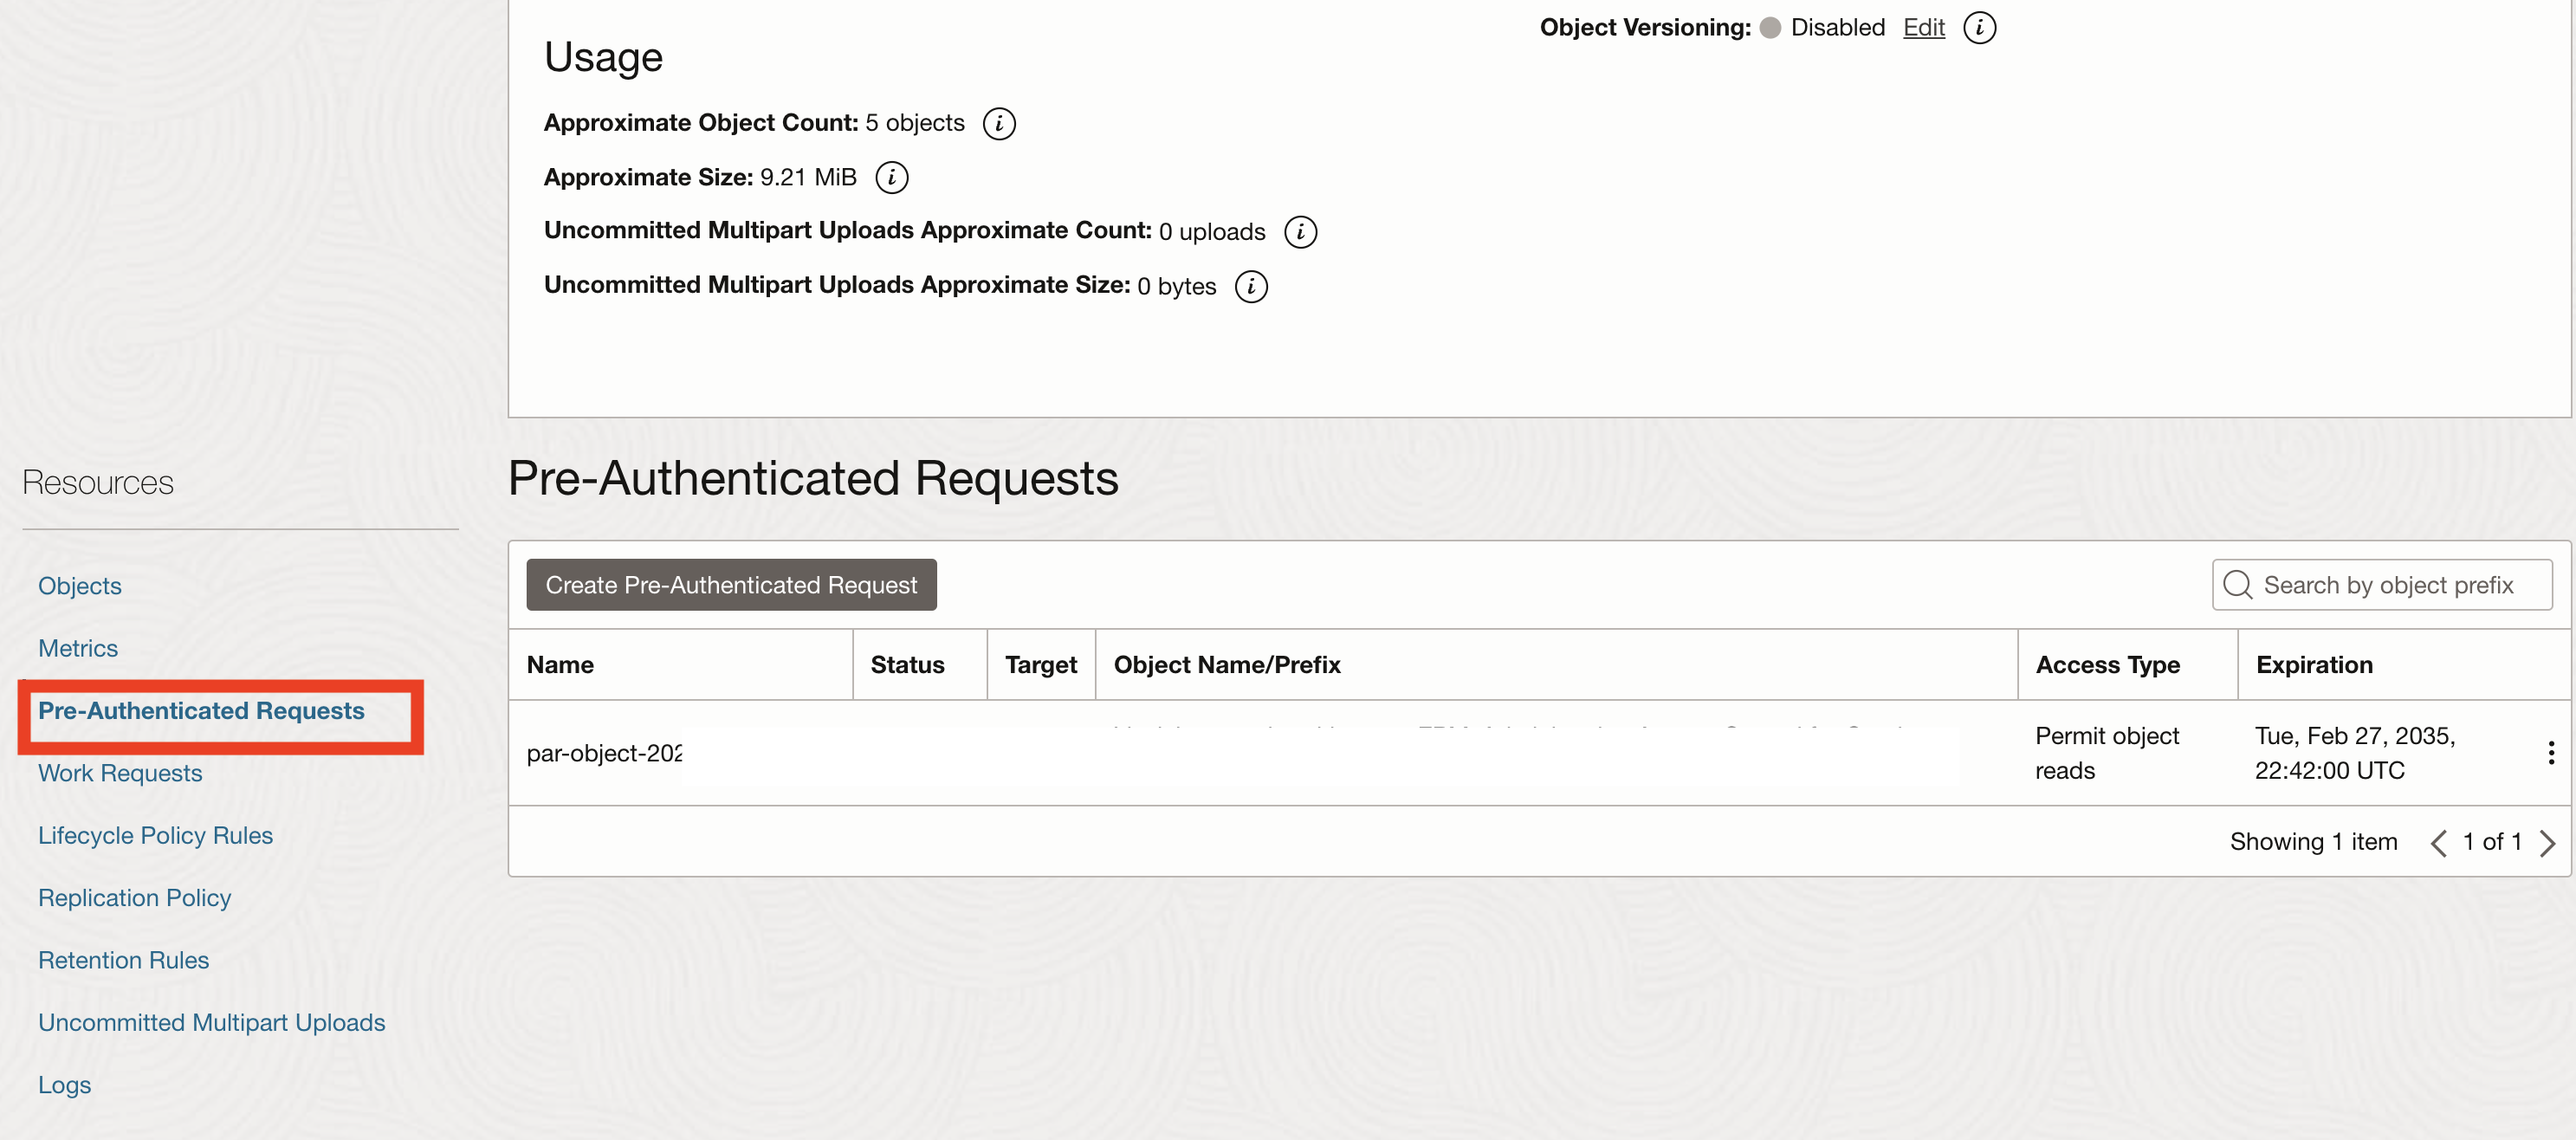 Object Versioning: Disabled Edit
Usage
Approximate Object Count: 5 objects
Approximate Size: 9.21 MiB
Uncommitted Multipart Uploads Approximate Count: 0 uploads
Uncommitted Multipart Uploads Approximate Size: 0 bytes
Resources
Objects
Metrics
Pre-Authenticated Requests
Work Requests
Lifecycle Policy Rules
Replication Policy
Retention Rules
Uncommitted Multipart Uploads
Logs
Pre-Authenticated Requests
Create Pre-Authenticated Request
Search by object prefix
Name Status Target Object Name/Prefix Access Type Expiration
par-object-202
Permit object
reads
Tue, Feb 27, 2035,
22:42:00 UTC
Showing 1 item 1 of 1